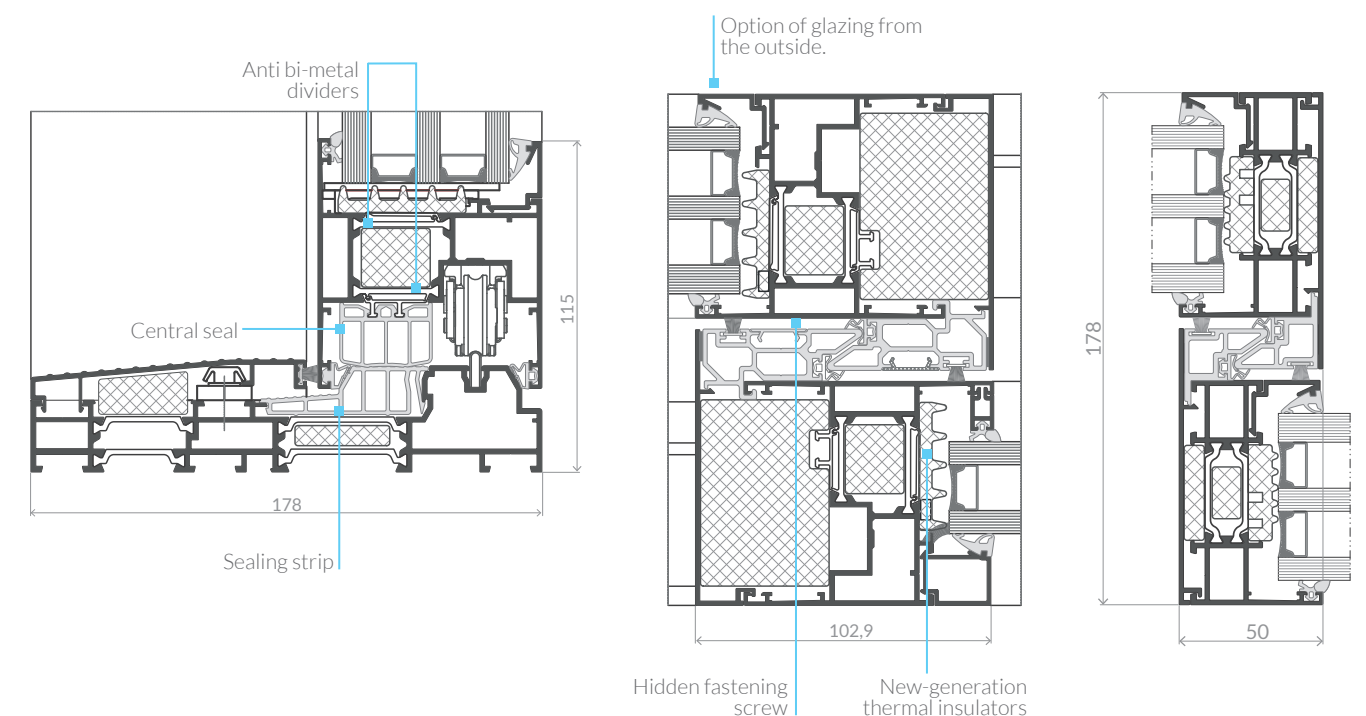 Option of glazing from
the outside.
Anti bi-metal
dividers
Central seal
115
178
178
Sealing strip
102,9
50
Hidden fastening
screw
New-generation
thermal insulators